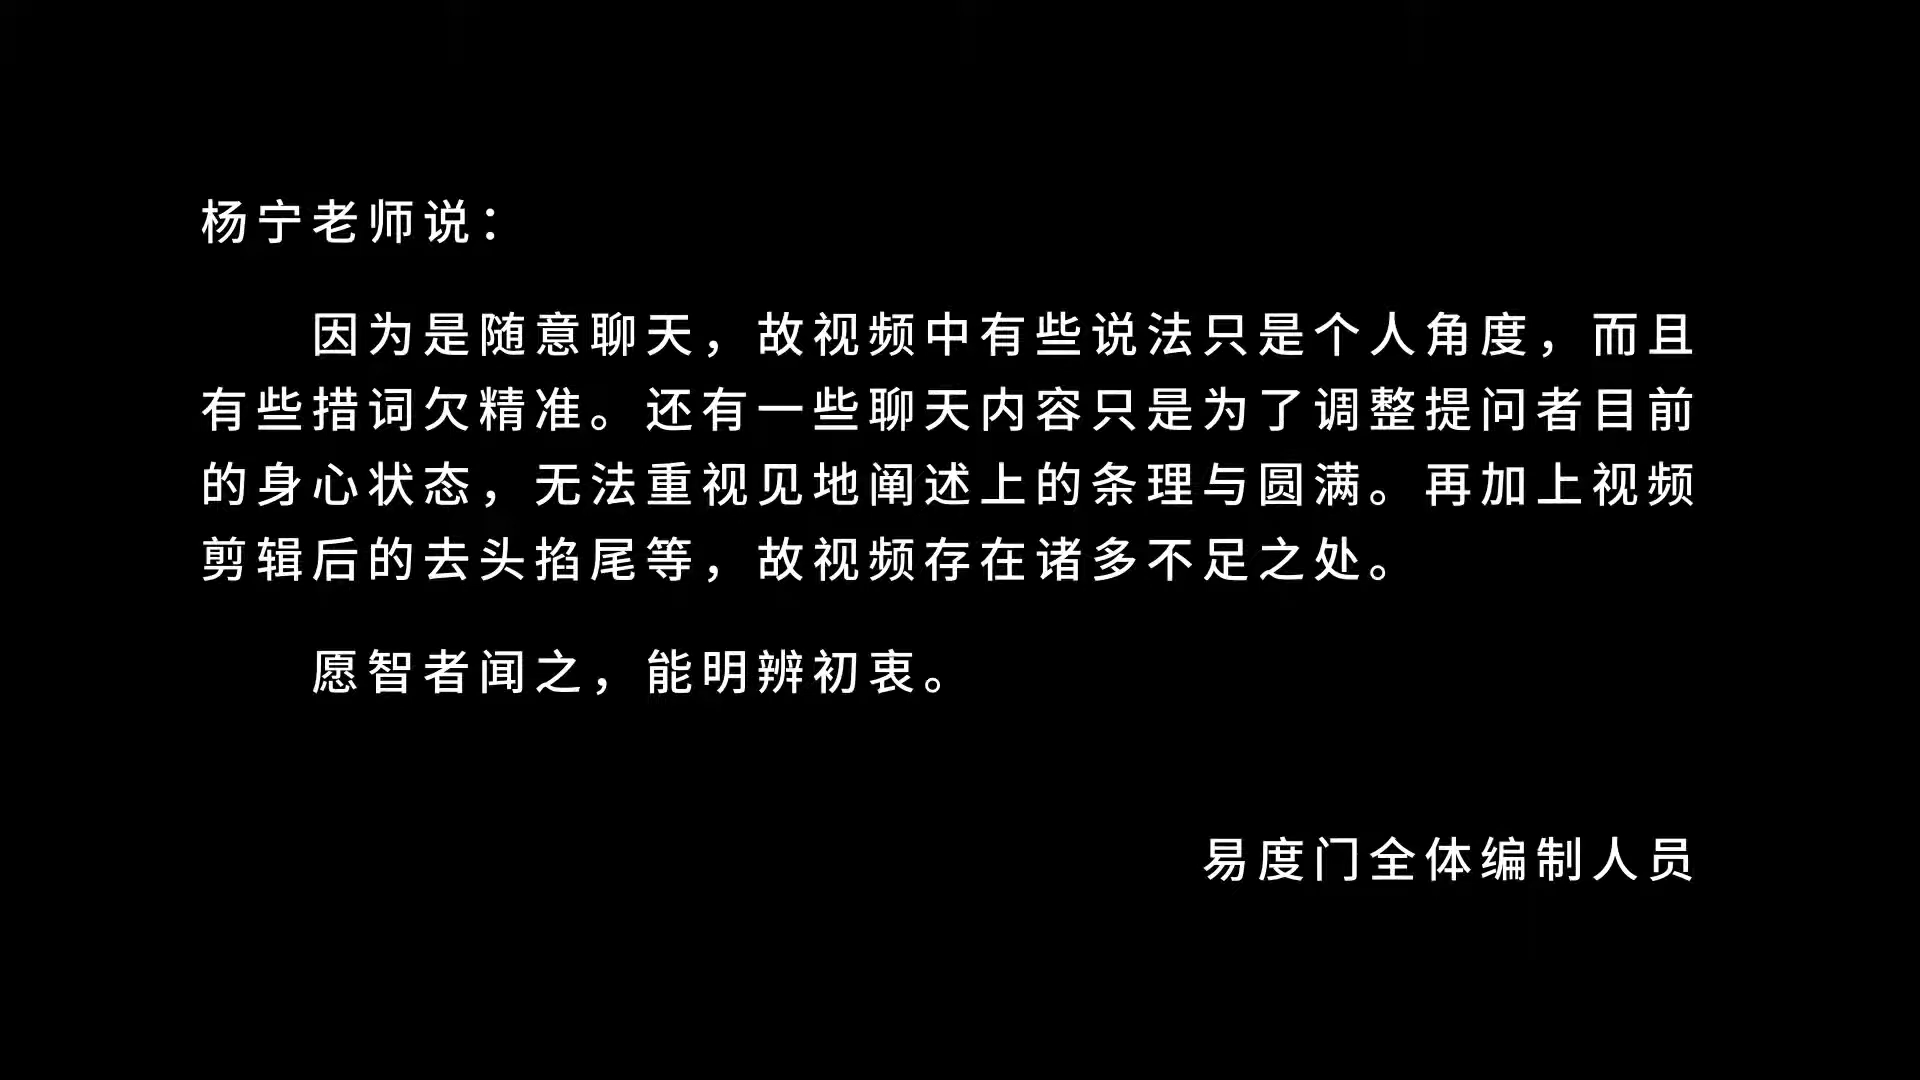 杨宁老师说：
因为是随意聊天，故视频中有些说法只是个人角度，而且
有些措词欠精准。还有一些聊天内容只是为了调整提问者目前
的身心状态，无法重视见地阐述上的条理与圆满。再加上视频
剪辑后的去头掐尾等，故视频存在诸多不足之处。
愿智者闻之，能明辨初衷。
易度门全体编制人员